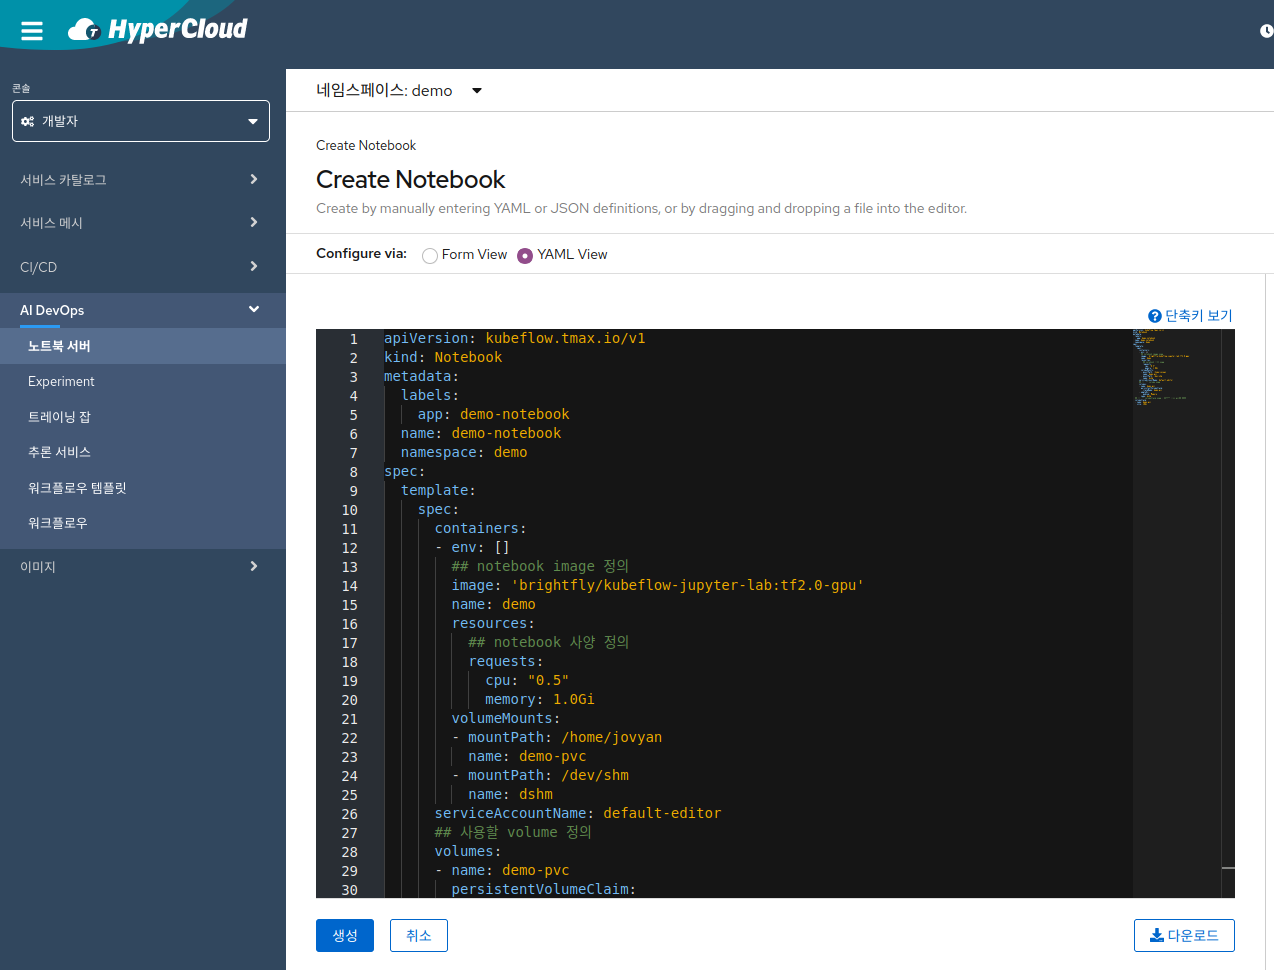 HyperCloud
콘솔
개발자
서비스 카탈로그
서비스 메시
CI/CD
AI DevOps
노트북 서버
Experiment
트레이닝 잡
추론 서비스
워크플로우 템플릿
워크플로우
이미지
네임스페이스: demo
Create Notebook
Create Notebook
Create by manually entering YAML or JSON definitions, or by dragging and dropping a file into the editor.
Configure via: Form View YAML View
단축키 보기
1 apiVersion: kubeflow.tmax.io/v1
2 kind: Notebook
3 metadata:
4 labels:
5 app: demo-notebook
6 name: demo-notebook
7 namespace: demo
8 spec:
9 template:
10 spec:
11 containers:
12 - env: []
13 ## notebook image 정의
14 image: 'brightfly/kubeflow-jupyter-lab:tf2.0-gpu'
15 name: demo
16 resources:
17 ## notebook 사양 정의
18 requests:
19 cpu: "0.5"
20 memory: 1.0Gi
21 volumeMounts:
22 - mountPath: /home/jovyan
23 name: demo-pvc
24 - mountPath: /dev/shm
25 name: dshm
26 serviceAccountName: default-editor
27 ## 사용할 volume 정의
28 volumes:
29 - name: demo-pvc
30 persistentVolumeClaim:
생성 취소 다운로드